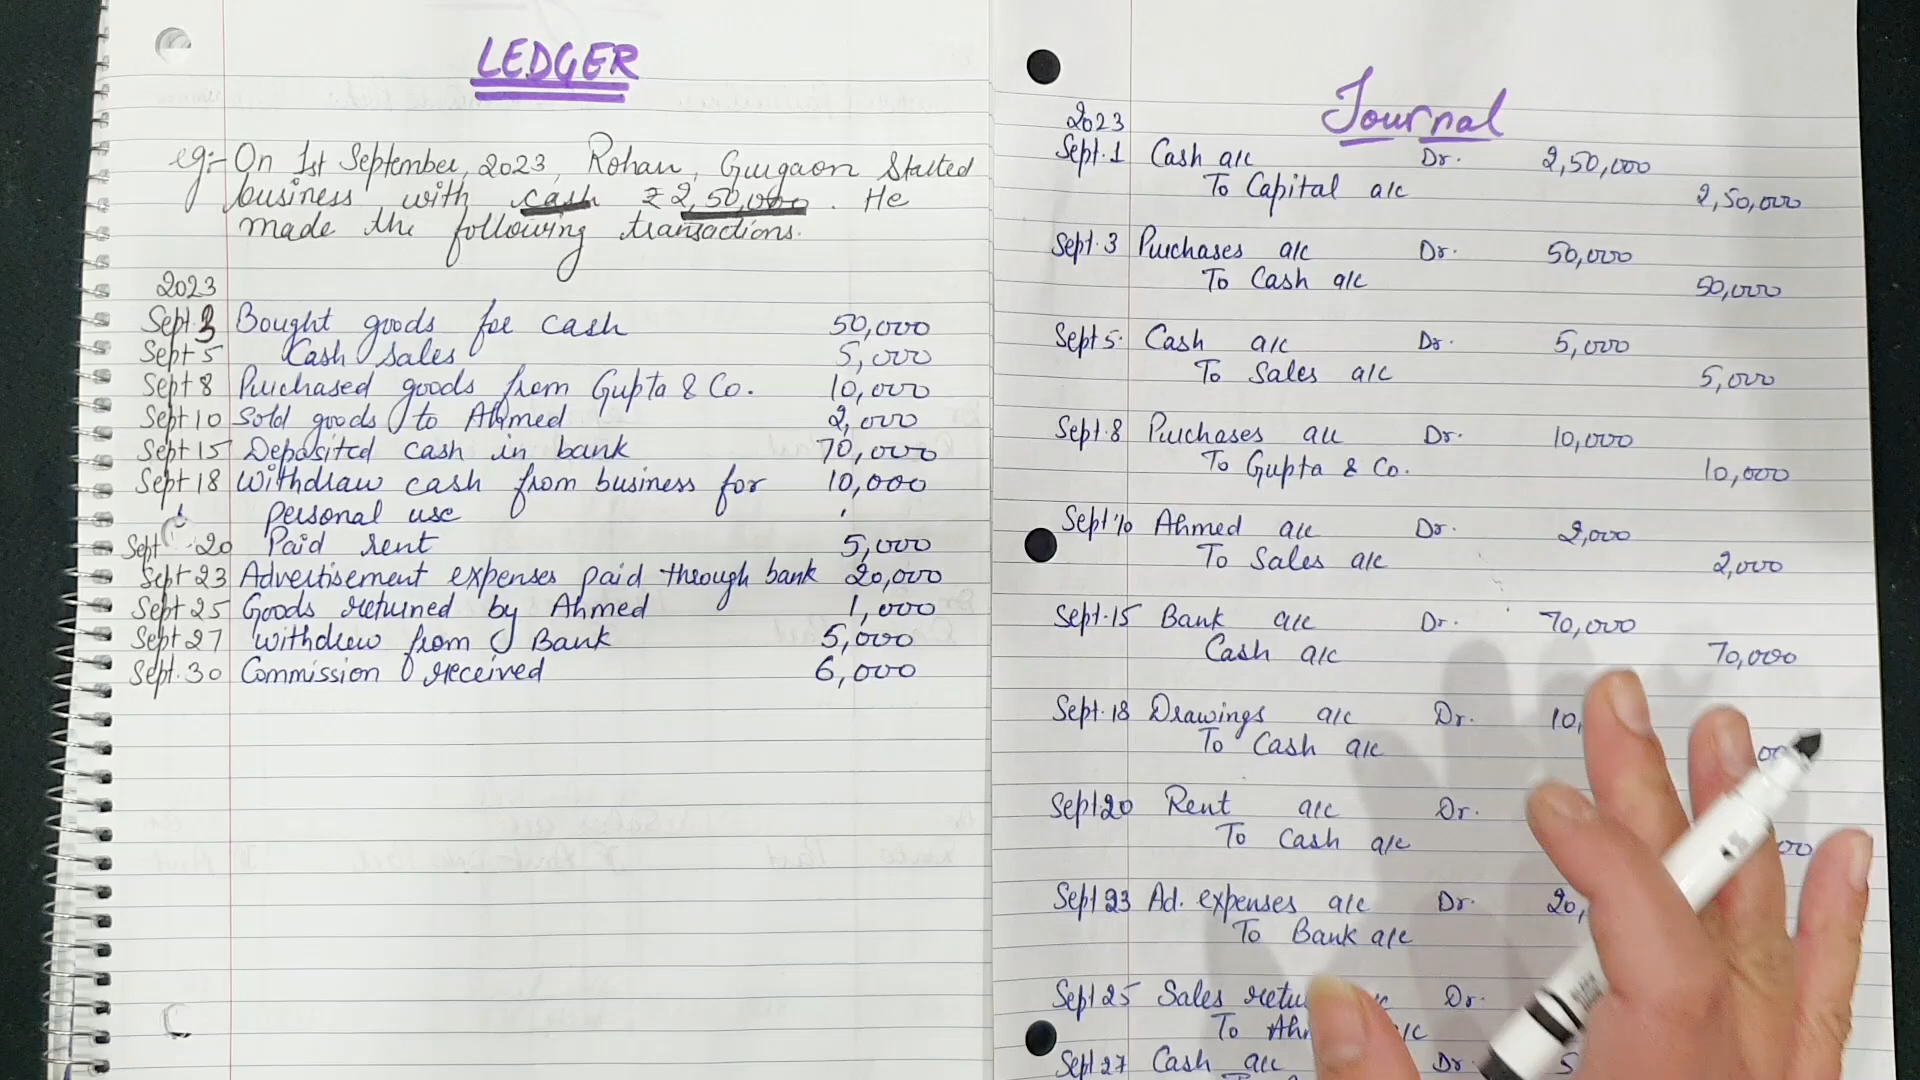 LEDGER
eg:- On 1st September, 2023, Rohan, Gurgaon Started
business with cash ₹ 2,50,000. He
made the following transactions.
2023
Sept 3 Bought goods for cash 50,000
Sept 5 Cash sales 5,000
Sept 8 Purchased goods from Gupta & Co. 10,000
Sept 10 Sold goods to Ahmed 2,000
Sept 15 Deposited cash in bank 70,000
Sept 18 Withdraw cash from business for 10,000
personal use
Sept 20 Paid rent 5,000
Sept 23 Advertisement expenses paid through bank 20,000
Sept 25 Goods returned by Ahmed 1,000
Sept 27 Withdrew from Bank 5,000
Sept. 30 Commission received 6,000
Journal
2023
Sept. 1 Cash a/c Dr. 2,50,000
To Capital a/c 2,50,000
Sept. 3 Purchases a/c Dr. 50,000
To Cash a/c 50,000
Sept 5. Cash a/c Dr. 5,000
To Sales a/c 5,000
Sept. 8 Purchases a/c Dr. 10,000
To Gupta & Co. 10,000
Sept 10 Ahmed a/c Dr. 2,000
To Sales a/c 2,000
Sept. 15 Bank a/c Dr. 70,000
Cash a/c 70,000
Sept. 18 Drawings a/c Dr. 10,
To Cash a/c
Sept 20 Rent a/c Dr.
To Cash a/c
Sept 23 Ad. expenses a/c Dr. 20,
To Bank a/c
Sept 25 Sales Dr.
To
Sept 27 Cash a/c Dr. 5